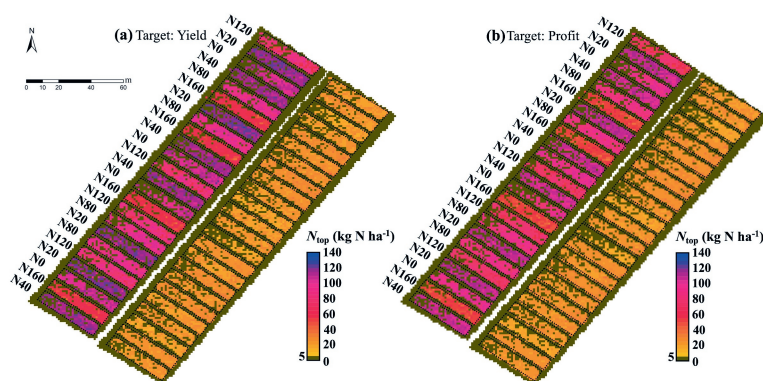 N
0 10 20 40 60 m
(a) Target: Yield
N120
N20
N0
N40
N80
N160
N20
N80
N160
N40
N0
N120
N40
N0
N160
N120
N80
N20
N80
N120
N20
N0
N160
N40
Ntop (kg N ha-1)
140
120
100
80
60
40
20
5
0
(b) Target: Profit
N120
N20
N0
N40
N80
N160
N20
N80
N160
N40
N0
N120
N40
N0
N160
N120
N80
N20
N80
N120
N20
N0
N160
N40
Ntop (kg N ha-1)
140
120
100
80
60
40
20
5
0